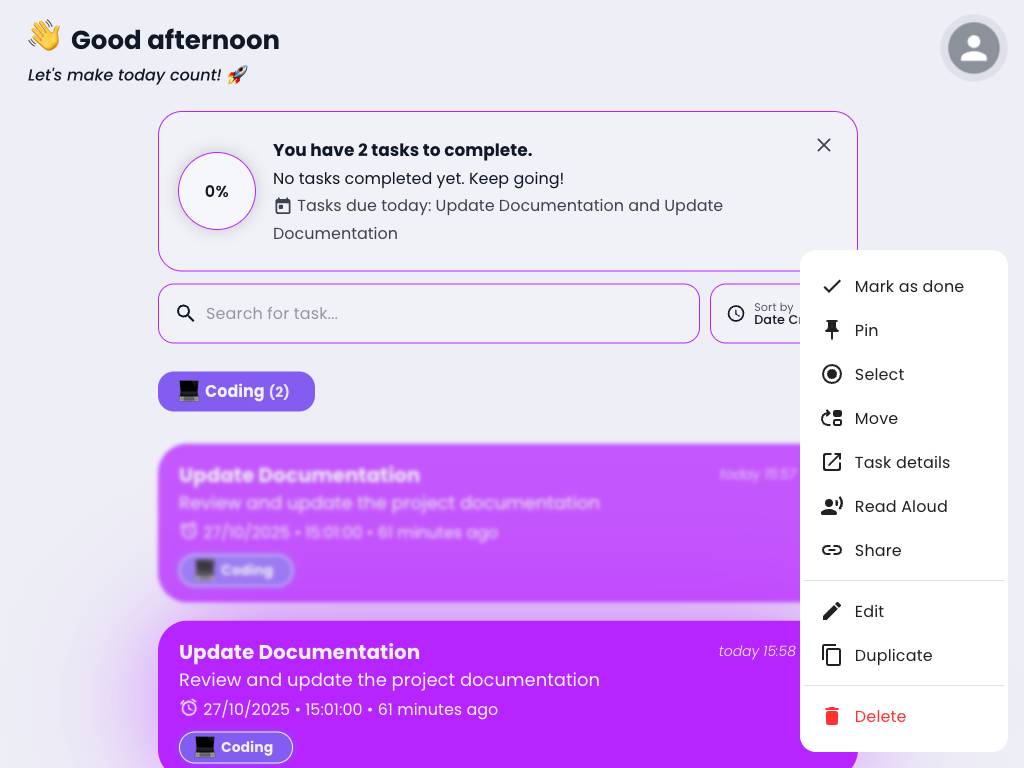 👋 Good afternoon
Let's make today count! 🚀
0%
You have 2 tasks to complete.
No tasks completed yet. Keep going!
Tasks due today: Update Documentation and Update
Documentation
Search for task...
Sort by
Date Cr
Coding (2)
Update Documentation
today 15:57
Review and update the project documentation
27/10/2025 • 15:01:00 • 61 minutes ago
Coding
Update Documentation
today 15:58
Review and update the project documentation
27/10/2025 • 15:01:00 • 61 minutes ago
Coding
Mark as done
Pin
Select
Move
Task details
Read Aloud
Share
Edit
Duplicate
Delete